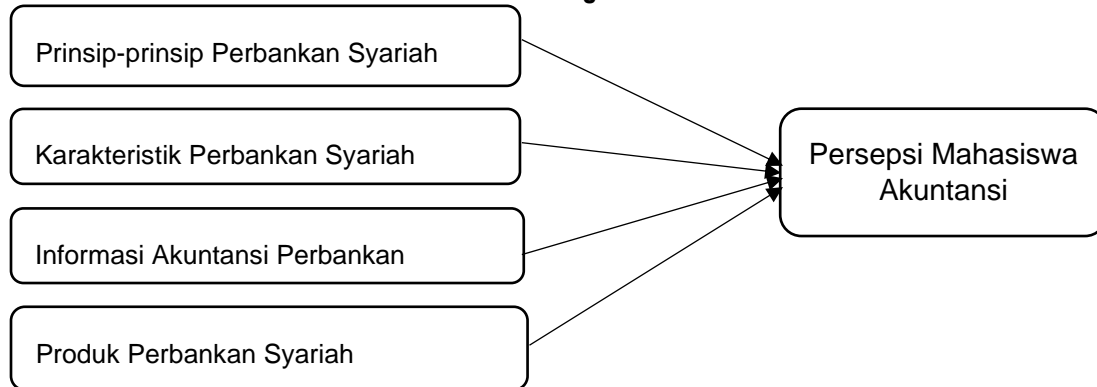 Prinsip-prinsip Perbankan Syariah
Karakteristik Perbankan Syariah
Persepsi Mahasiswa
Akuntansi
Informasi Akuntansi Perbankan
Produk Perbankan Syariah